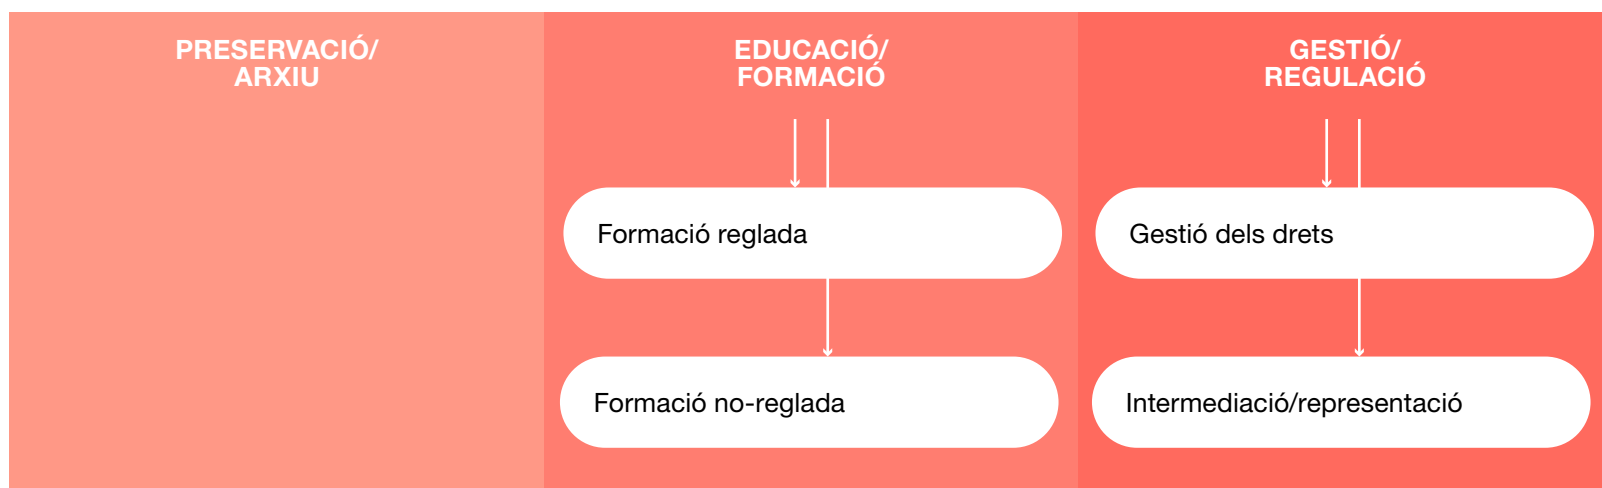 PRESERVACIÓ/
ARXIU
EDUCACIÓ/
FORMACIÓ
GESTIÓ/
REGULACIÓ
Formació reglada
Gestió dels drets
Formació no-reglada
Intermediació/representació